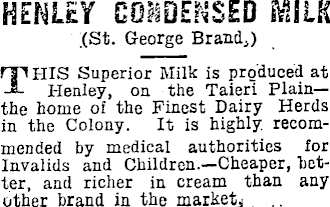 HENLEY CONDENSED MILK
(St. George Brand,)
THIS Superior Milk is produced at
Henley, on the Taieri Plain—
the home of the Finest Dairy Herds
in the Colony. It is highly recom-
mended by medical authorities for
Invalids and Children.—Cheaper, bet-
ter, and richer in cream than any
other brand in the market,